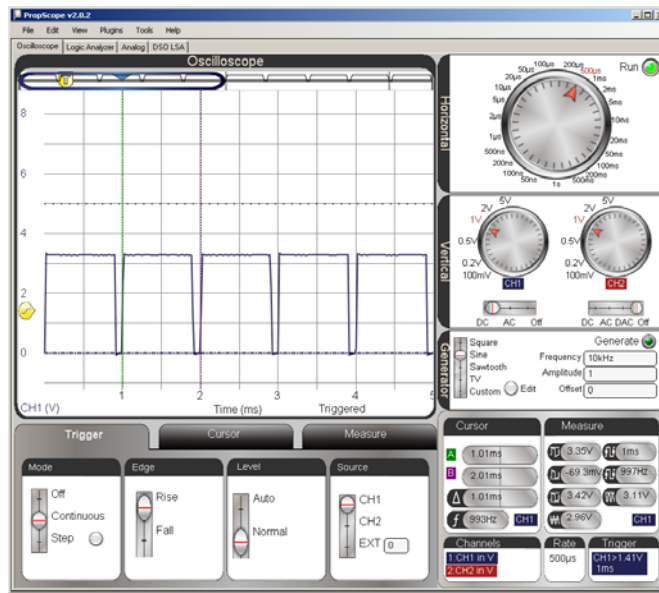 PropScope v2.0.2
File Edit View Plugins Tools Help
Oscilloscope Logic Analyzer Analog DSO LSA
Oscilloscope
8
6
4
2
0
1 2 3 4 5
CH1 (V) Time (ms) Triggered
Horizontal
Run
100µs 200µs 500µs
50µs 1ms
20µs 2ms
10µs 5ms
5µs 10ms
2µs 20ms
1µs 50ms
500ns 100ms
200ns 200ms
100ns 500ms
50ns 1s
Vertical
5V 5V
2V 2V
1V 1V
0.5V 0.5V
0.2V 0.2V
100mV 100mV
CH1 CH2
DC AC Off DC AC DAC Off
Generator
Square
Sine
Sawtooth
TV
Custom Edit
Generate
Frequency 10kHz
Amplitude 1
Offset 0
Trigger Cursor Measure
Mode
Off
Continuous
Step
Edge
Rise
Fall
Level
Auto
Normal
Source
CH1
CH2
EXT 0
Cursor
A 1.01ms
B 2.01ms
Δ 1.01ms
f 993Hz CH1
Measure
3.35V 1ms
-69.3mV 997Hz
3.42V 3.11V
2.96V CH1
Channels
1:CH1 in V
2:CH2 in V
Rate
500µs
Trigger
CH1>1.41V
1ms